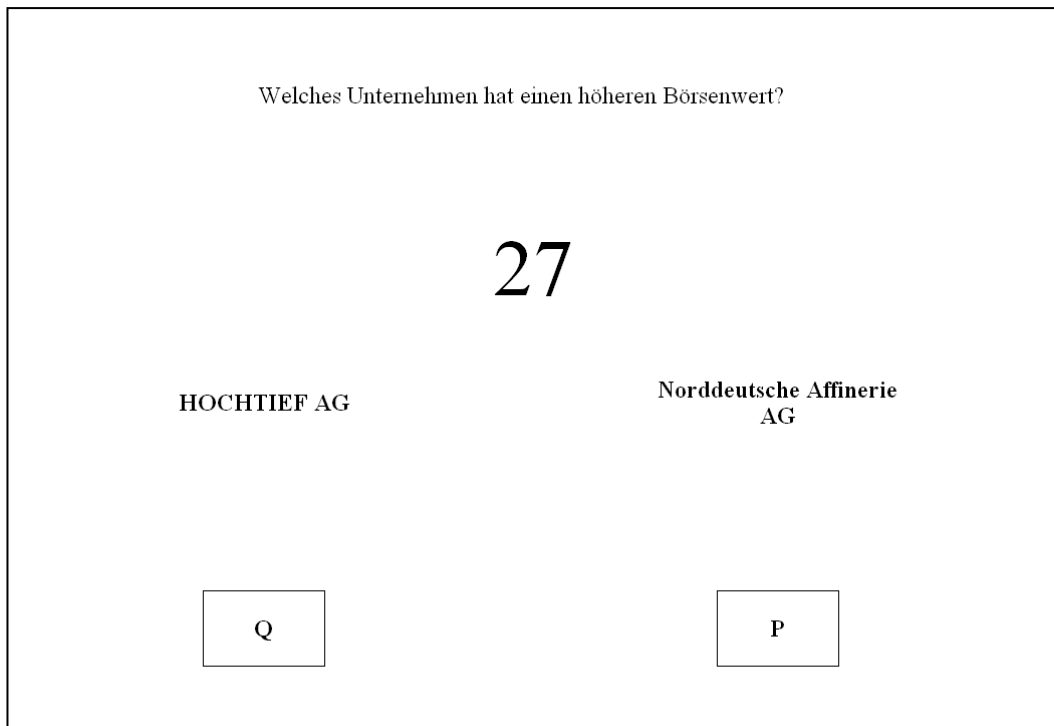 Welches Unternehmen hat einen höheren Börsenwert?
27
HOCHTIEF AG
Norddeutsche Affinerie
AG
Q
P